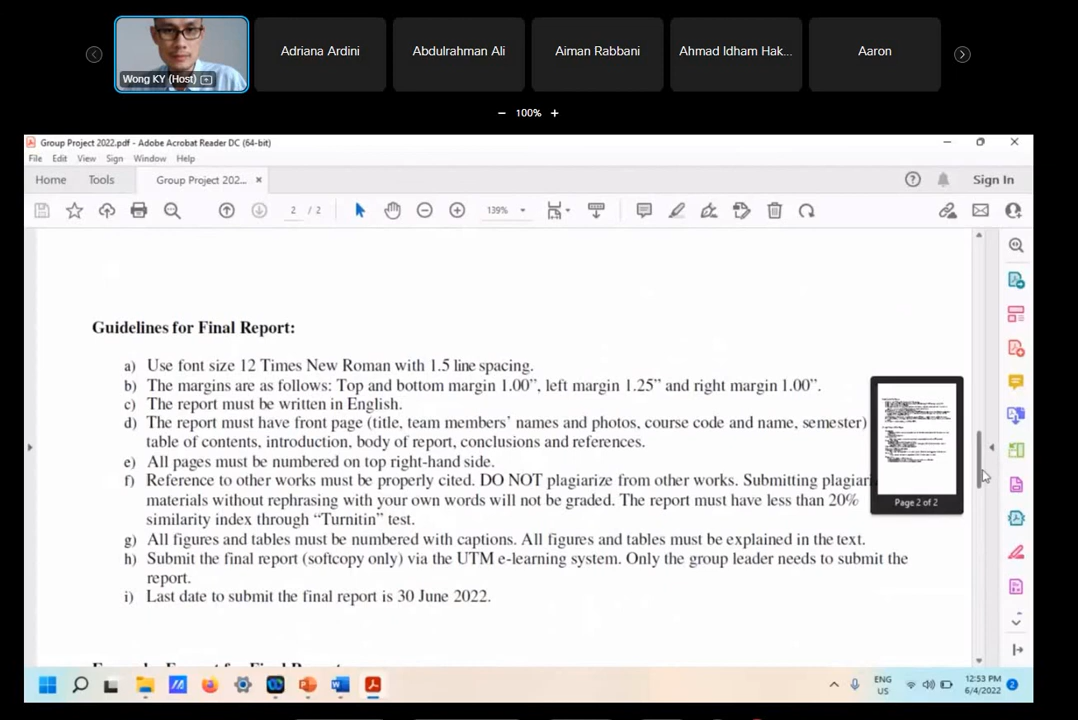 Wong KY (Host)
Adriana Ardini
Abdulrahman Ali
Aiman Rabbani
Ahmad Idham Hak...
Aaron
100%
Group Project 2022.pdf - Adobe Acrobat Reader DC (64-bit)
File Edit View Sign Window Help
Home Tools Group Project 202... × Sign In
2 / 2 139%
Guidelines for Final Report:
a) Use font size 12 Times New Roman with 1.5 line spacing.
b) The margins are as follows: Top and bottom margin 1.00”, left margin 1.25” and right margin 1.00”.
c) The report must be written in English.
d) The report must have front page (title, team members’ names and photos, course code and name, semester)
table of contents, introduction, body of report, conclusions and references.
e) All pages must be numbered on top right-hand side.
f) Reference to other works must be properly cited. DO NOT plagiarize from other works. Submitting plagiari
materials without rephrasing with your own words will not be graded. The report must have less than 20%
similarity index through “Turnitin” test.
g) All figures and tables must be numbered with captions. All figures and tables must be explained in the text.
h) Submit the final report (softcopy only) via the UTM e-learning system. Only the group leader needs to submit the
report.
i) Last date to submit the final report is 30 June 2022.
Page 2 of 2
ENG
US
12:53 PM
6/4/2022
2